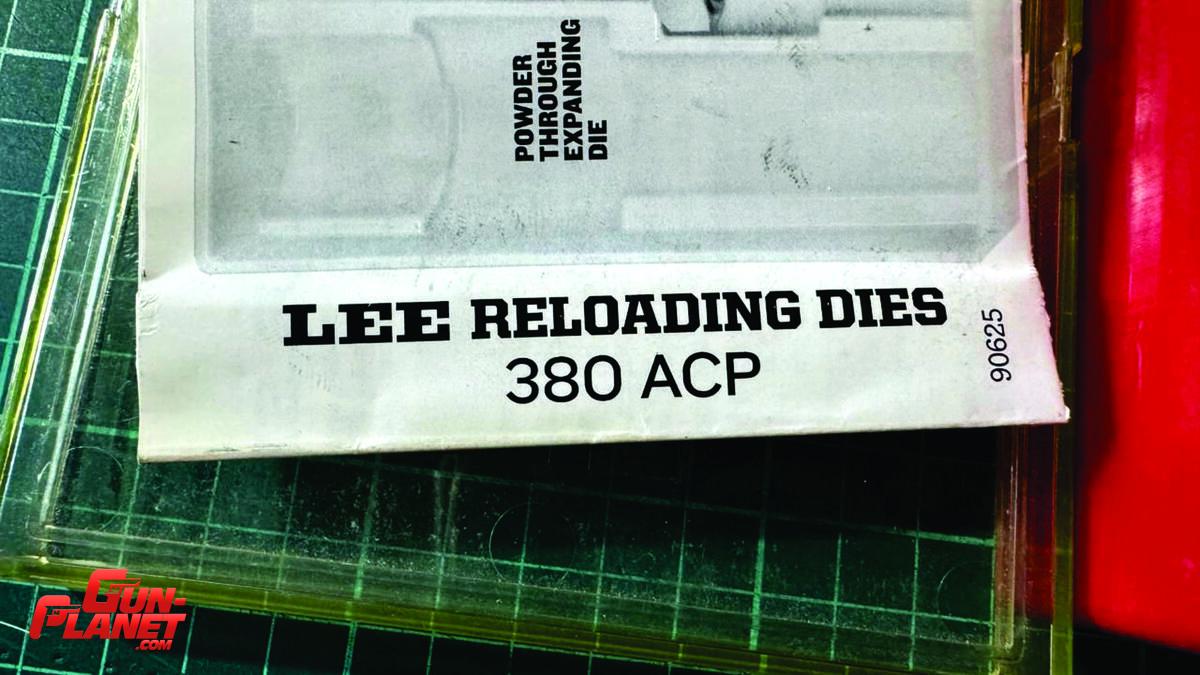 POWDER
THROUGH
EXPANDING
DIE
LEE RELOADING DIES
380 ACP
90625
GUN-
PLANET
.COM